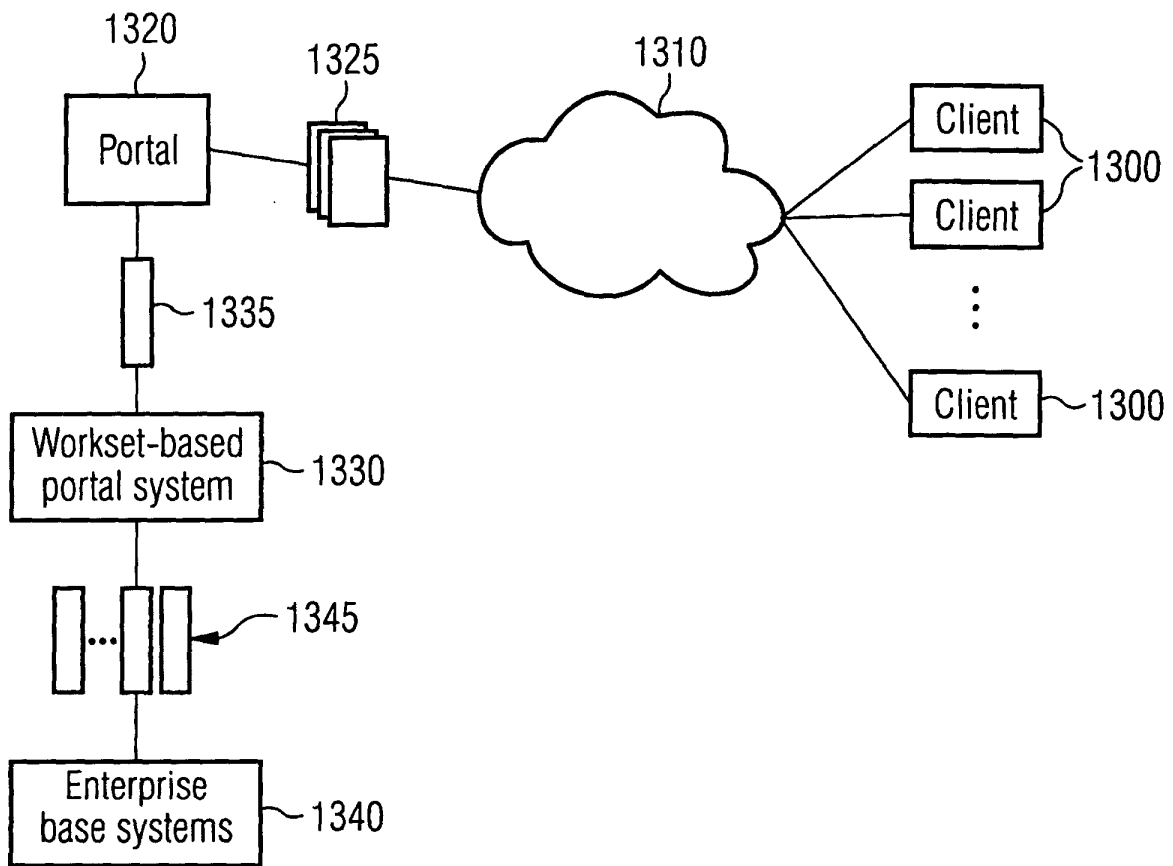 1320
1325
1310
Portal
Client
Client
1300
Client
1300
1335
Workset-based
portal system
1330
1345
Enterprise
base systems
1340